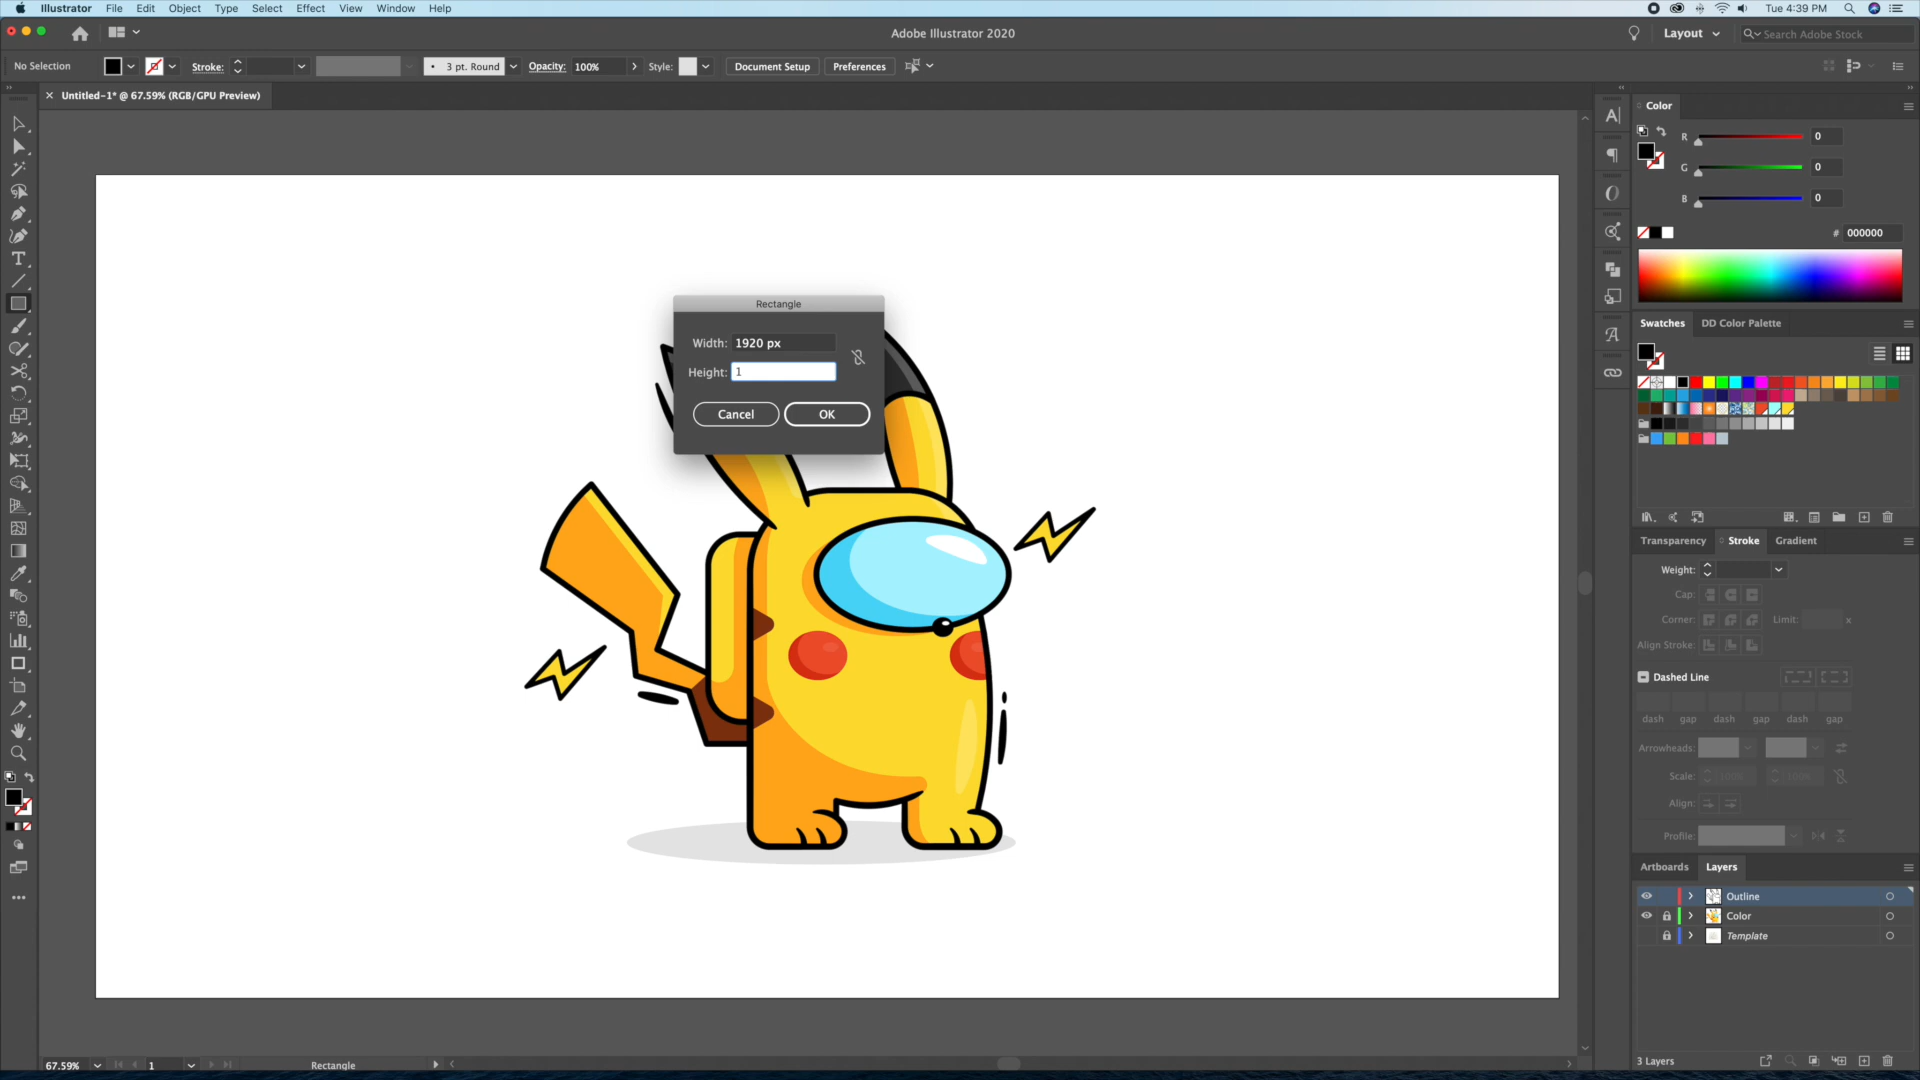 Illustrator File Edit Object Type Select Effect View Window Help
Tue 4:39 PM
Adobe Illustrator 2020
Layout
Search Adobe Stock
No Selection
Stroke:
3 pt. Round
Opacity: 100%
Style:
Document Setup
Preferences
Untitled-1* @ 67.59% (RGB/GPU Preview)
Rectangle
Width: 1920 px
Height: 1
Cancel
OK
Color
R 0
G 0
B 0
# 000000
Swatches DD Color Palette
Transparency Stroke Gradient
Weight:
Cap:
Corner:
Limit: x
Align Stroke:
Dashed Line
dash gap dash gap dash gap
Arrowheads:
Scale: 100% 100%
Align:
Profile:
Artboards Layers
Outline
Color
Template
3 Layers
67.59%
1
Rectangle